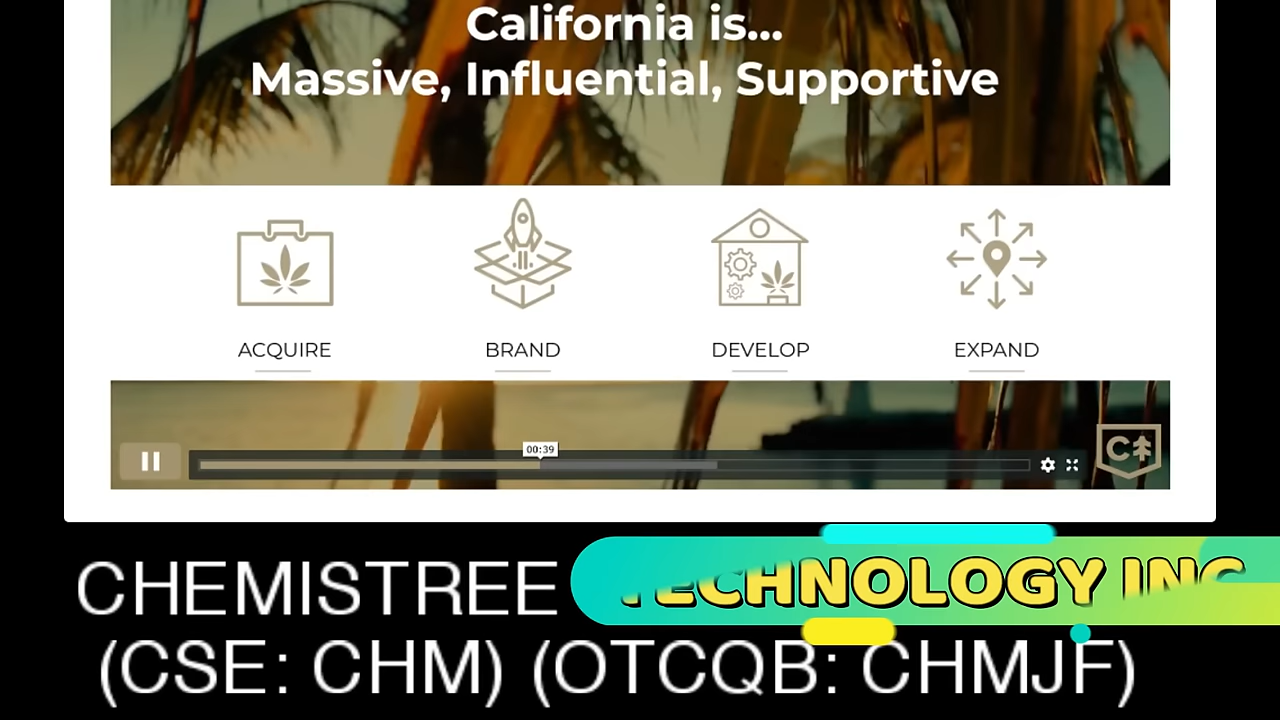 California is...
Massive, Influential, Supportive
ACQUIRE
BRAND
DEVELOP
EXPAND
00:39
C
CHEMISTREE TECHNOLOGY INC
(CSE: CHM) (OTCQB: CHMJF)